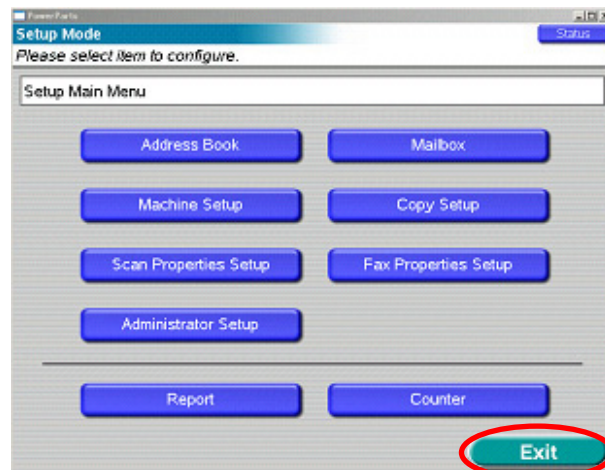 PowerParts
Setup Mode
Status
Please select item to configure.
Setup Main Menu
Address Book
Mailbox
Machine Setup
Copy Setup
Scan Properties Setup
Fax Properties Setup
Administrator Setup
Report
Counter
Exit